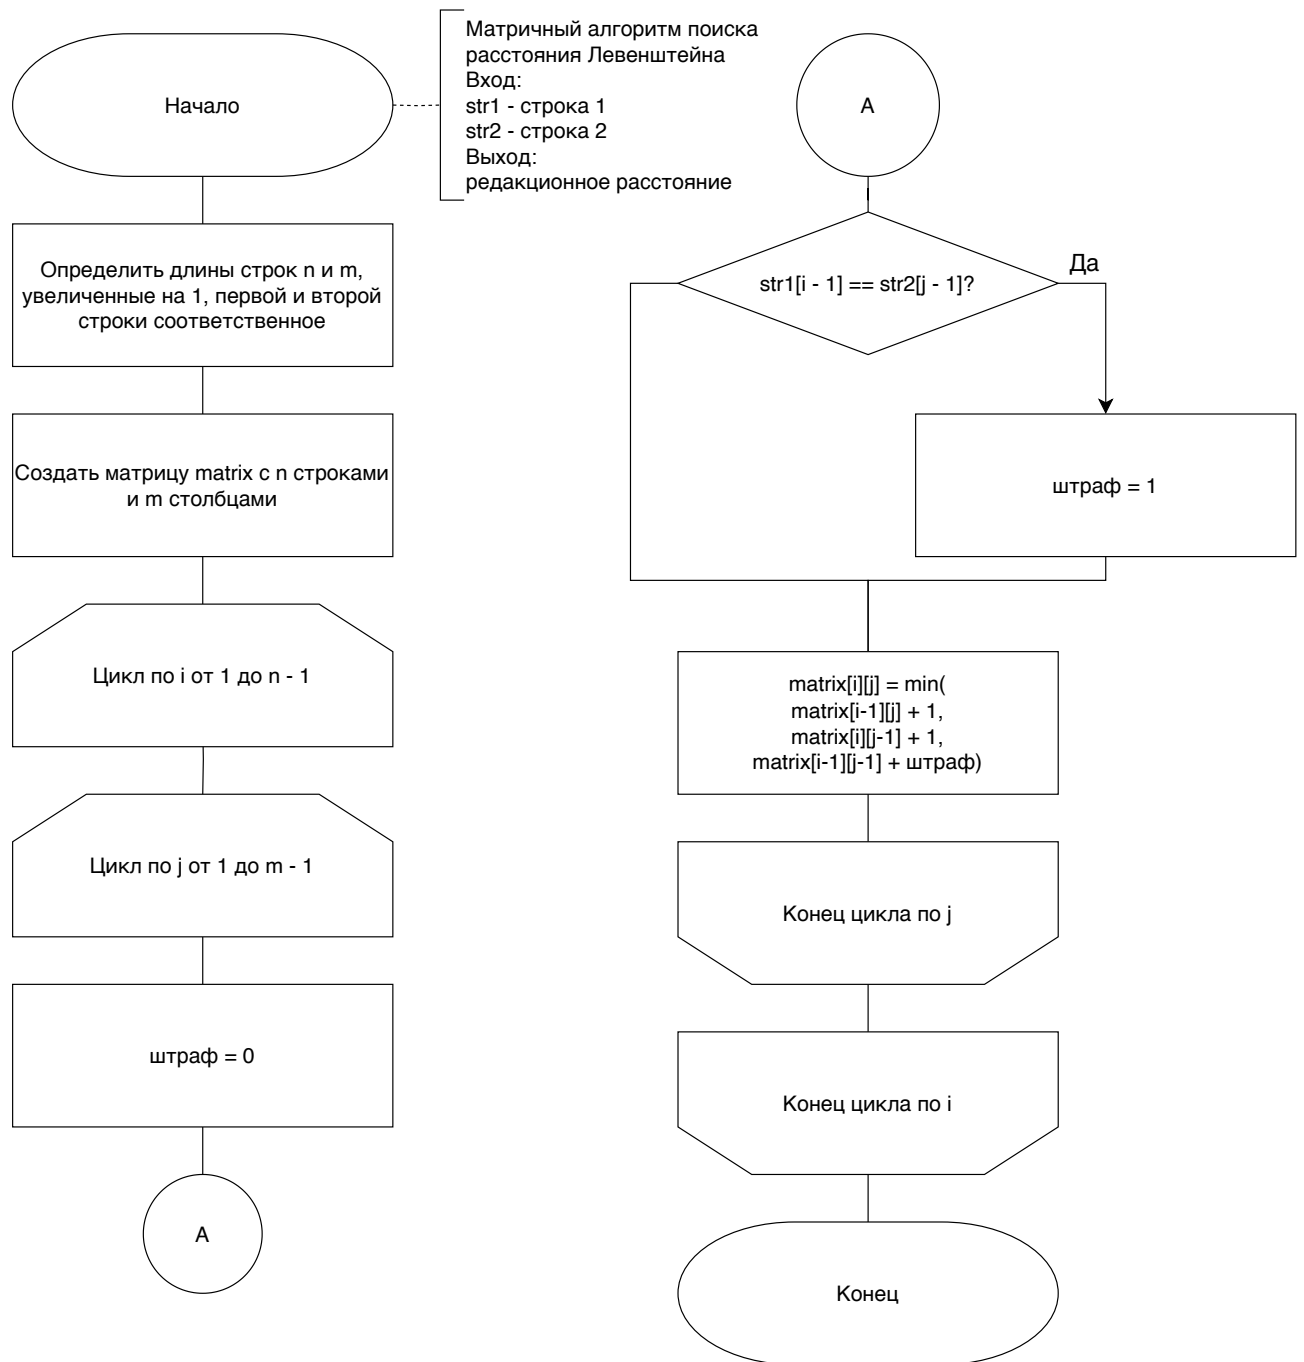 Начало
Матричный алгоритм поиска
расстояния Левенштейна
Вход:
str1 - строка 1
str2 - строка 2
Выход:
редакционное расстояние
Определить длины строк n и m,
увеличенные на 1, первой и второй
строки соответственное
Создать матрицу matrix с n строками
и m столбцами
Цикл по i от 1 до n - 1
Цикл по j от 1 до m - 1
штраф = 0
A
A
str1[i - 1] == str2[j - 1]?
Да
штраф = 1
matrix[i][j] = min(
matrix[i-1][j] + 1,
matrix[i][j-1] + 1,
matrix[i-1][j-1] + штраф)
Конец цикла по j
Конец цикла по i
Конец